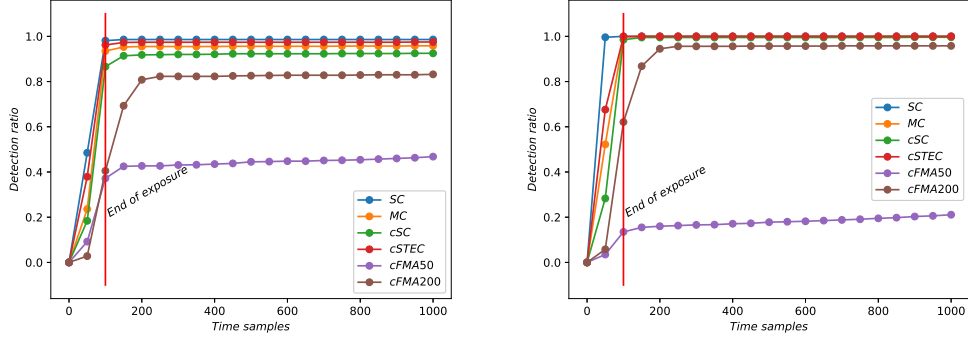 Detection ratio
1.0
0.8
0.6
0.4
0.2
0.0
End of exposure
SC
MC
cSC
cSTEC
cFMA50
cFMA200
0 200 400 600 800 1000
Time samples
Detection ratio
1.0
0.8
0.6
0.4
0.2
0.0
End of exposure
SC
MC
cSC
cSTEC
cFMA50
cFMA200
0 200 400 600 800 1000
Time samples